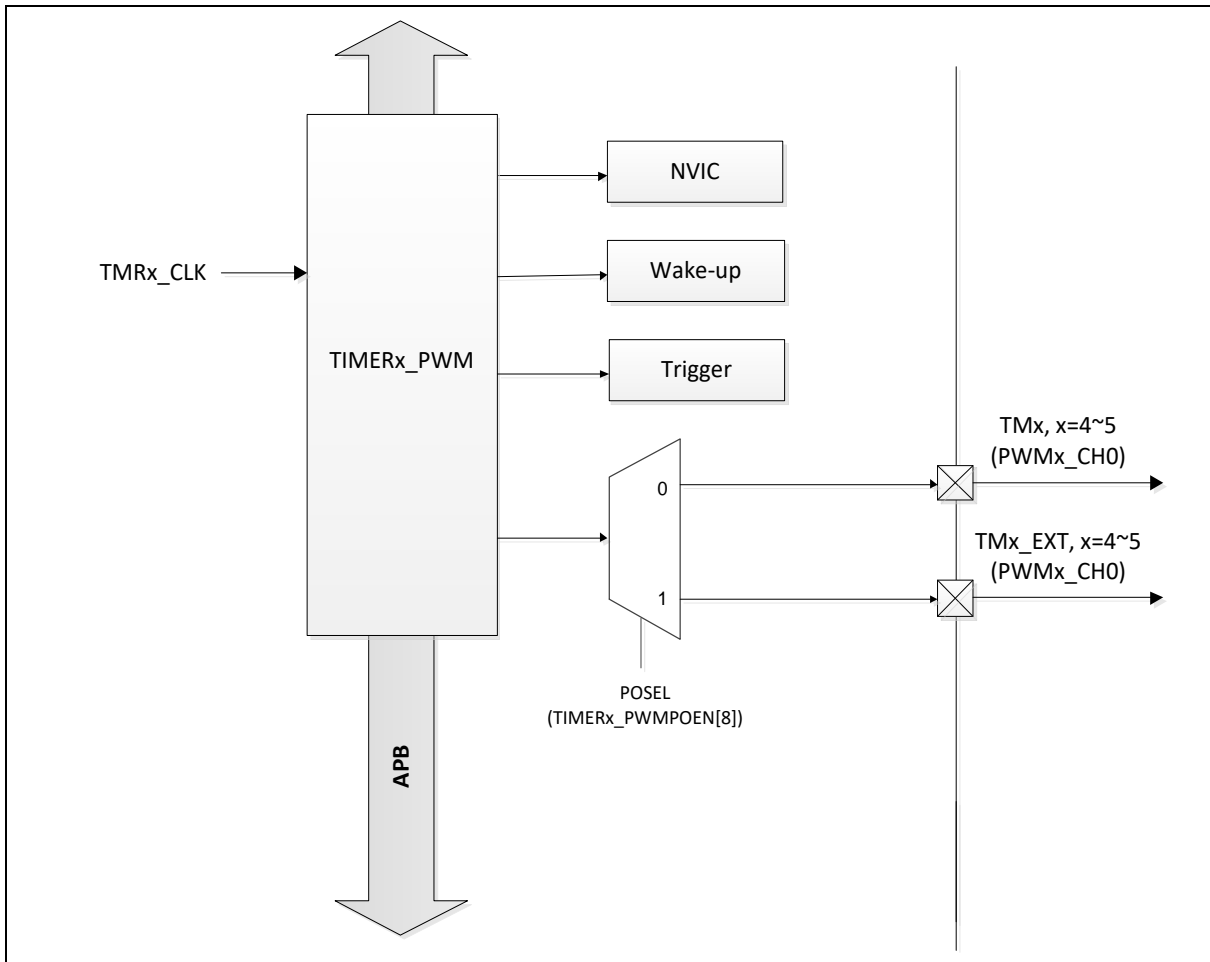 NVIC
Wake-up
TMRx_CLK
TIMERx_PWM
Trigger
TMx, x=4~5
(PWMx_CH0)
0
TMx_EXT, x=4~5
(PWMx_CH0)
1
POSEL
(TIMERx_PWMPOEN[8])
APB